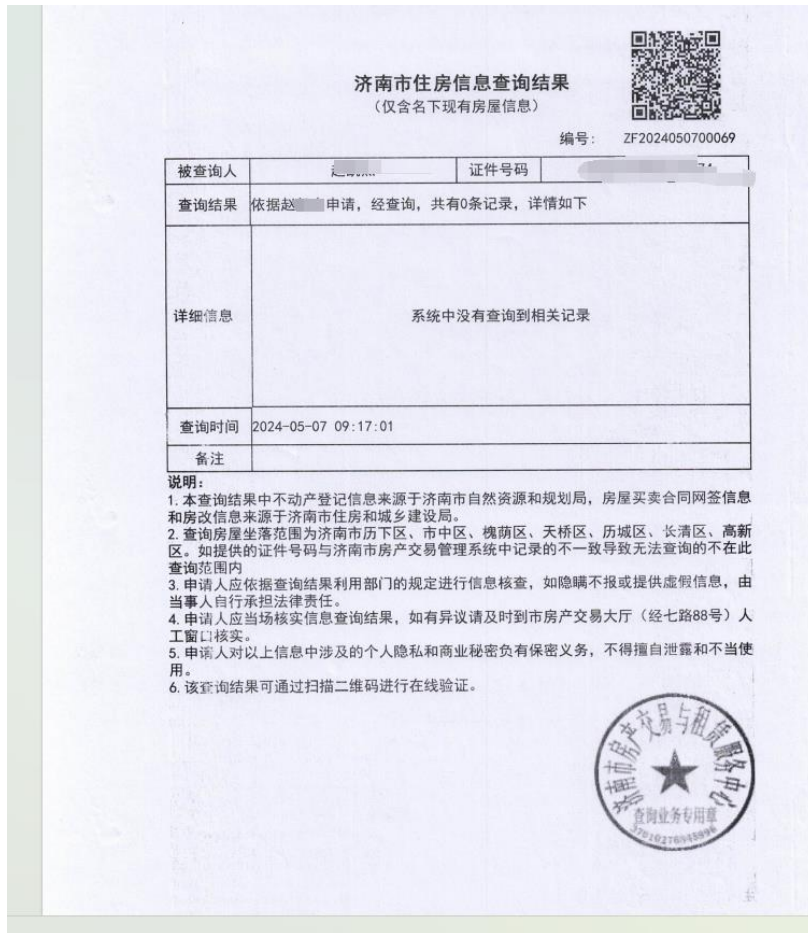 济南市住房信息查询结果
（仅含名下现有房屋信息）
编号： ZF2024050700069
被查询人 证件号码
查询结果 依据赵 申请，经查询，共有0条记录，详情如下
详细信息 系统中没有查询到相关记录
查询时间 2024-05-07 09:17:01
备注
说明：
1. 本查询结果中不动产登记信息来源于济南市自然资源和规划局，房屋买卖合同网签信息
和房改信息来源于济南市住房和城乡建设局。
2. 查询房屋坐落范围为济南市历下区、市中区、槐荫区、天桥区、历城区、长清区、高新
区。如提供的证件号码与济南市房产交易管理系统中记录的不一致导致无法查询的不在此
查询范围内
3. 申请人应依据查询结果利用部门的规定进行信息核查，如隐瞒不报或提供虚假信息，由
当事人自行承担法律责任。
4. 申请人应当场核实信息查询结果，如有异议请及时到市房产交易大厅（经七路88号）人
工窗口核实。
5. 申请人对以上信息中涉及的个人隐私和商业秘密负有保密义务，不得擅自泄露和不当使
用。
6. 该查询结果可通过扫描二维码进行在线验证。
济南市房产交易与租赁服务中心
查询业务专用章